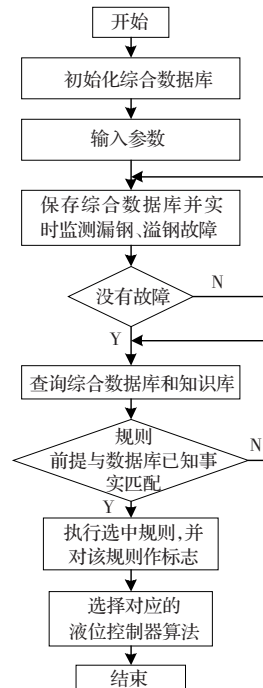 开始
初始化综合数据库
输入参数
保存综合数据库并实
时监测漏钢、溢钢故障
没有故障
N
Y
查询综合数据库和知识库
规则
前提与数据库已知事
实匹配
N
Y
执行选中规则,并
对该规则作标志
选择对应的
液位控制器算法
结束